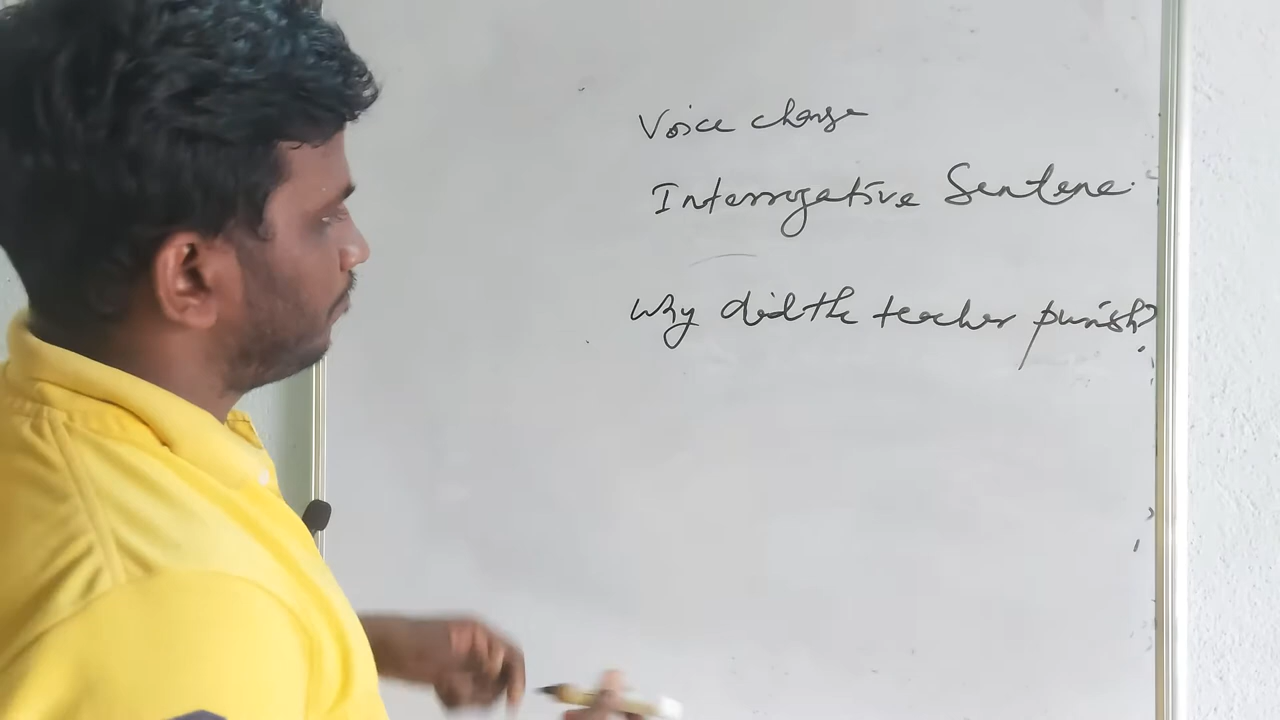 Voice change
Interrogative Sentence.
Why did the teacher punish?